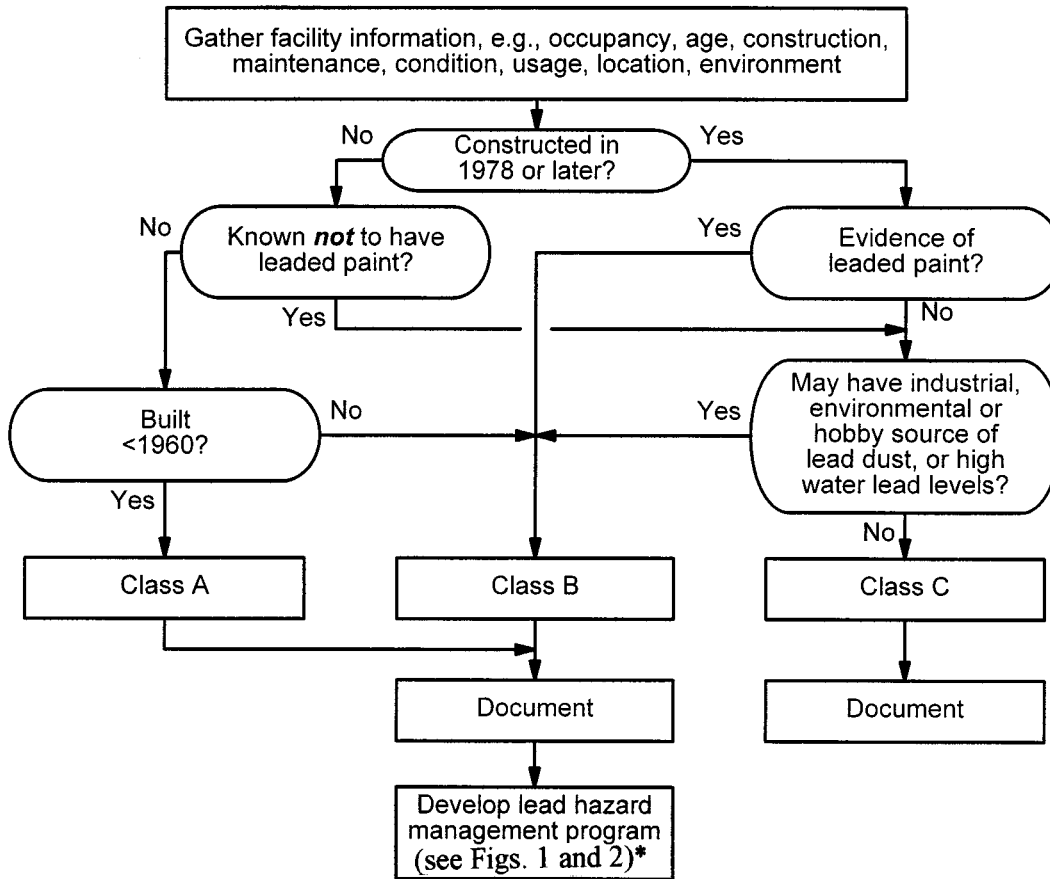 Gather facility information, e.g., occupancy, age, construction,
maintenance, condition, usage, location, environment
No
Yes
Constructed in
1978 or later?
No
Known not to have
leaded paint?
Yes
Evidence of
leaded paint?
Yes
No
Built
<1960?
No
Yes
May have industrial,
environmental or
hobby source of
lead dust, or high
water lead levels?
Yes
No
Class A
Class B
Class C
Document
Document
Develop lead hazard
management program
(see Figs. 1 and 2)*